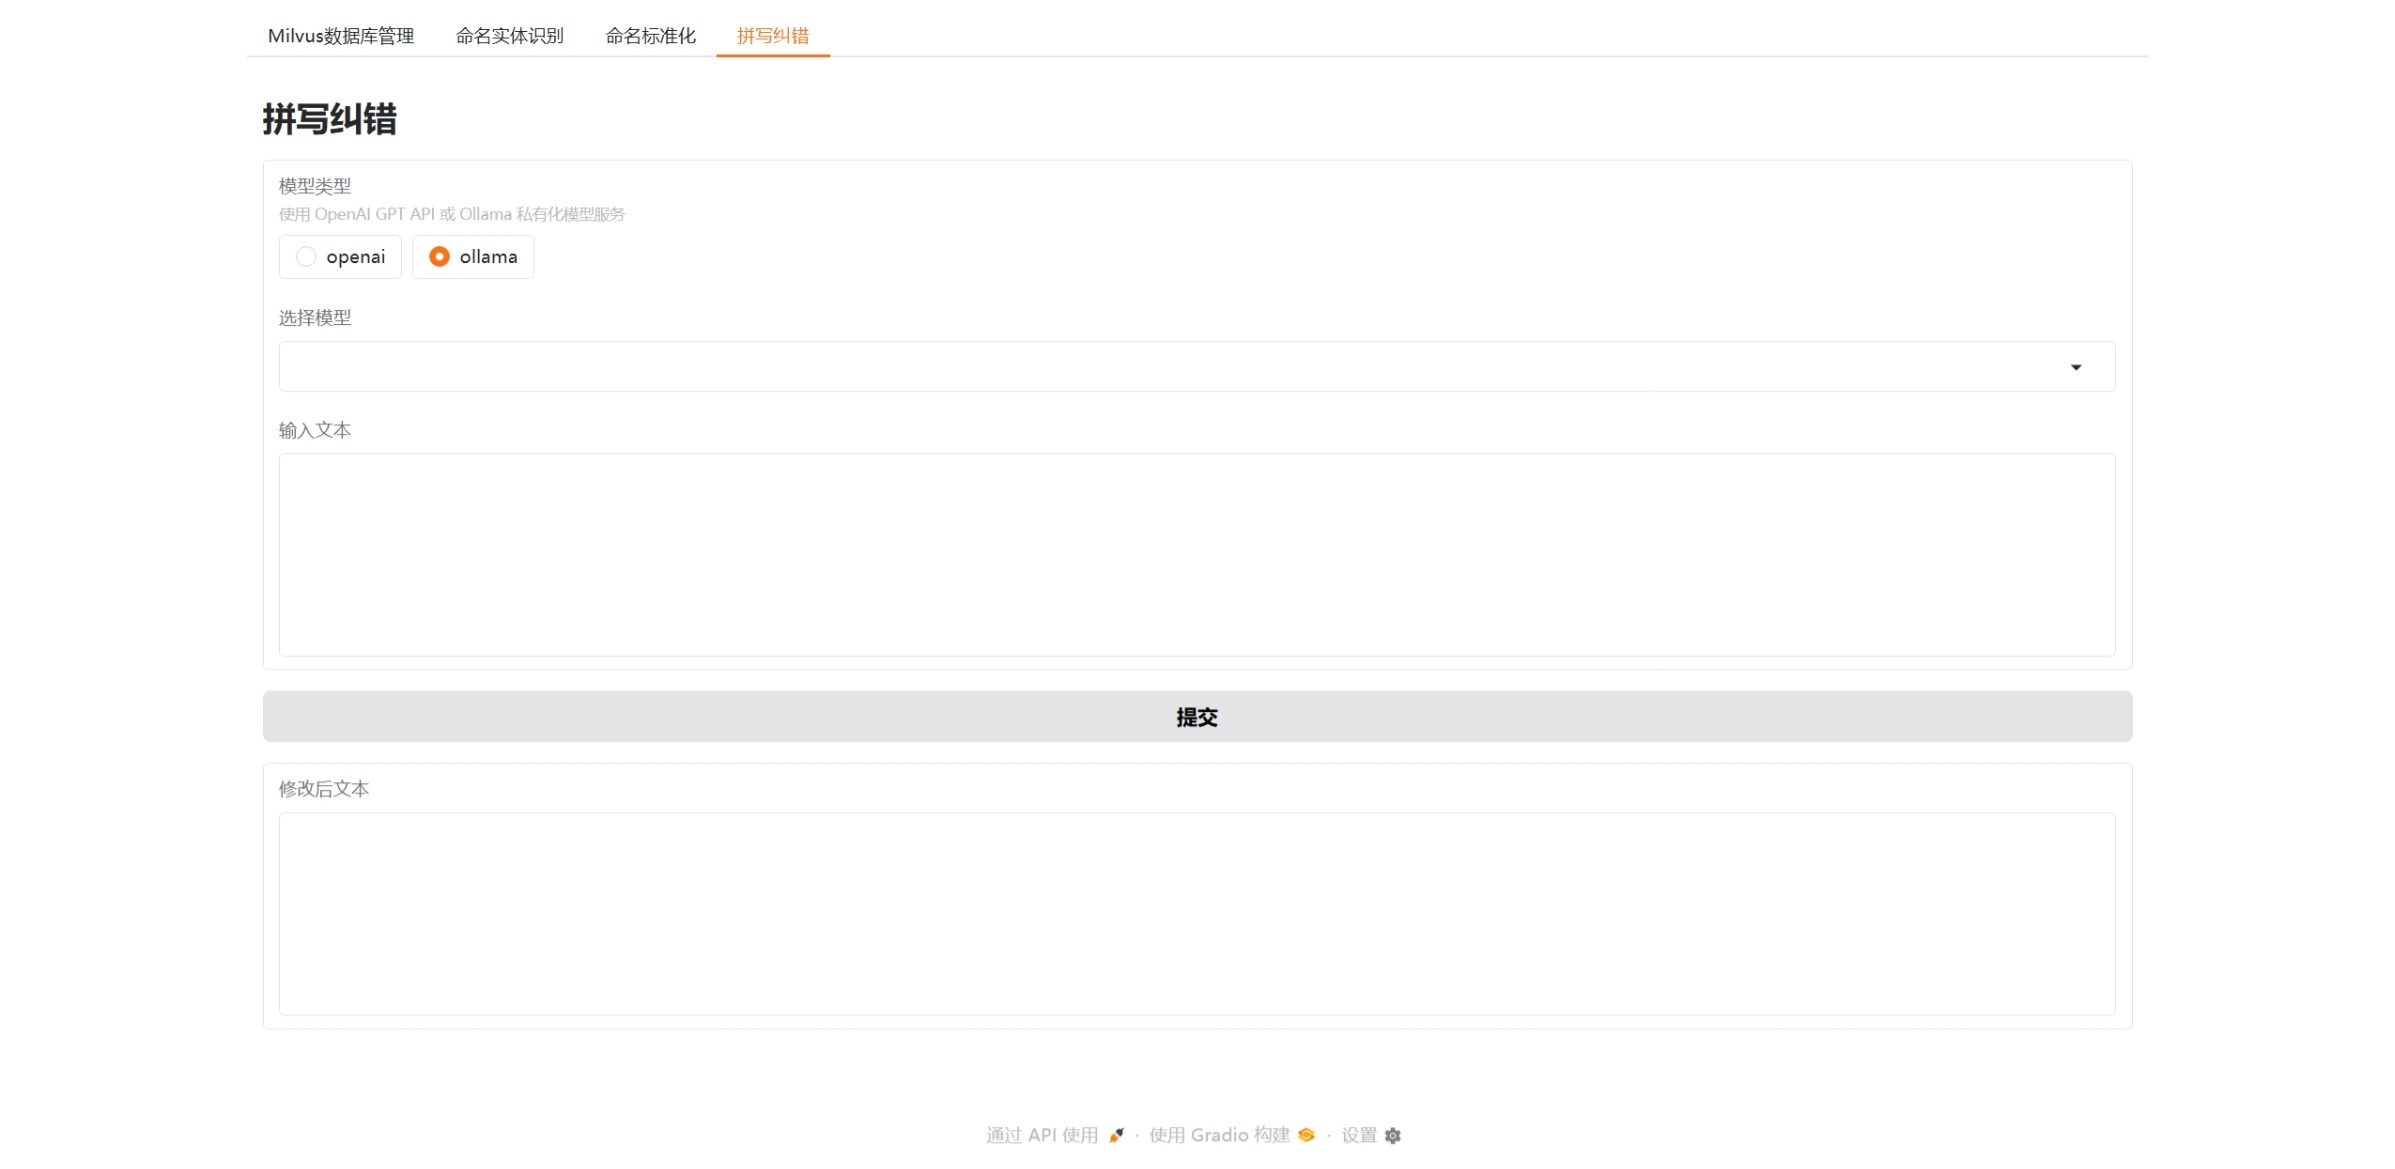 Milvus数据库管理 命名实体识别 命名标准化 拼写纠错
拼写纠错
模型类型
使用 OpenAI GPT API 或 Ollama 私有化模型服务
openai ollama
选择模型
输入文本
提交
修改后文本
通过 API 使用 · 使用 Gradio 构建 · 设置